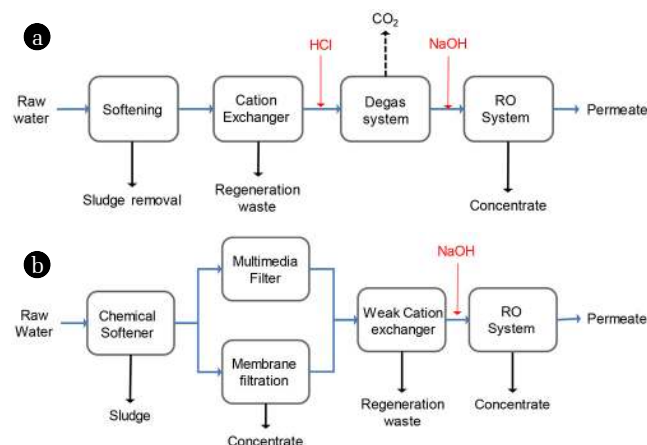 a
CO2
HCl
NaOH
Raw
water
Softening
Cation
Exchanger
Degas
system
RO
System
Permeate
Sludge removal
Regeneration
waste
Concentrate
b
Multimedia
Filter
NaOH
Raw
Water
Chemical
Softener
Weak Cation
exchanger
RO
System
Permeate
Membrane
filtration
Sludge
Concentrate
Regeneration
waste
Concentrate